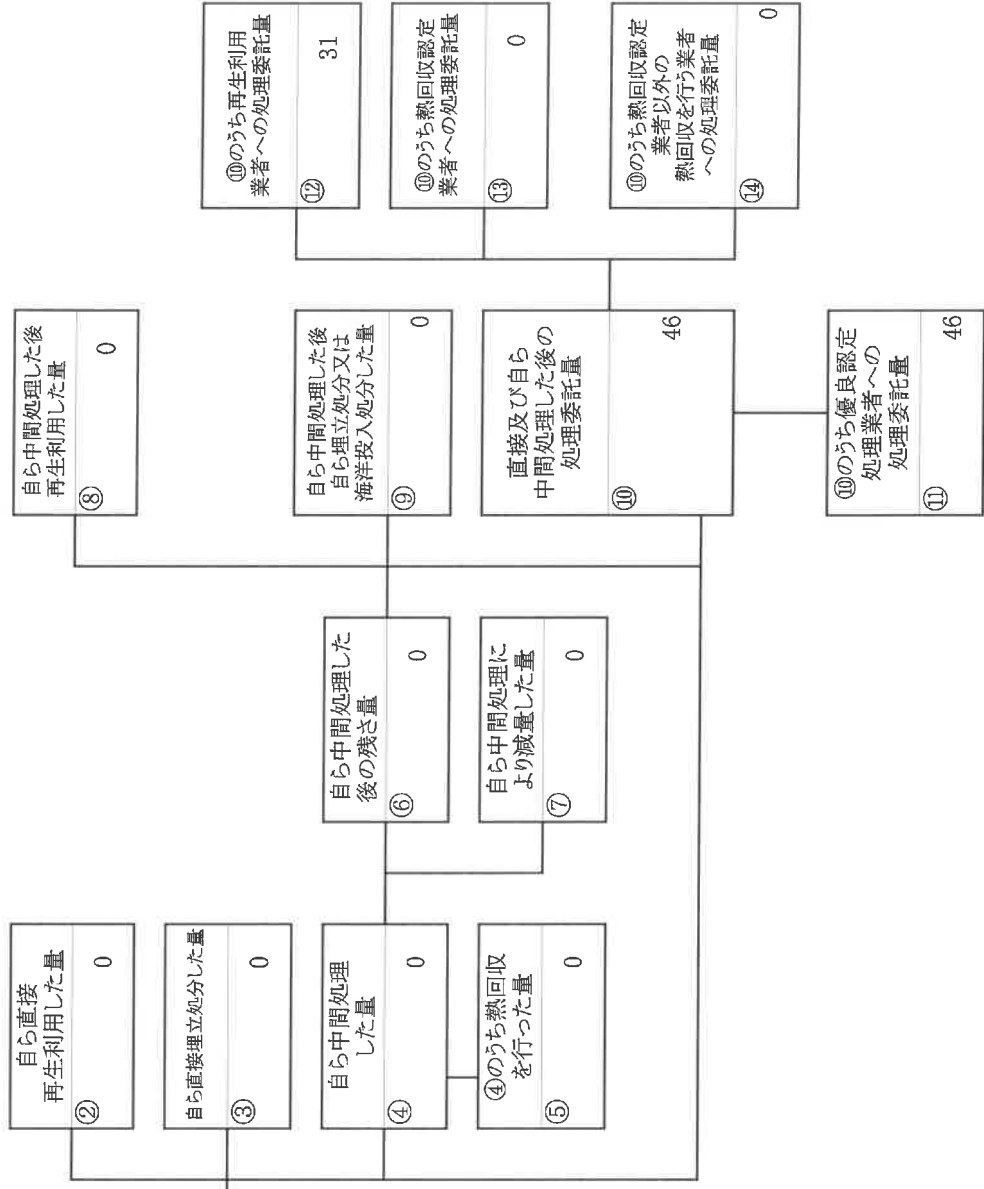 自ら直接
再生利用した量
②
0
自ら直接埋立処分した量
③
0
自ら中間処理
した量
④
0
④のうち熱回収
を行った量
⑤
0
自ら中間処理した
後の残さ量
⑥
0
自ら中間処理に
より減量した量
⑦
0
自ら中間処理した後
再生利用した量
⑧
0
自ら中間処理した後
自ら埋立処分又は
海洋投入処分した量
⑨
0
直接及び自ら
中間処理した後の
処理委託量
⑩
46
⑩のうち優良認定
処理業者への
処理委託量
⑪
46
⑩のうち再生利用
業者への処理委託量
⑫
31
⑩のうち熱回収認定
業者への処理委託量
⑬
0
⑩のうち熱回収認定
業者以外の
熱回収を行う業者
への処理委託量
⑭
0